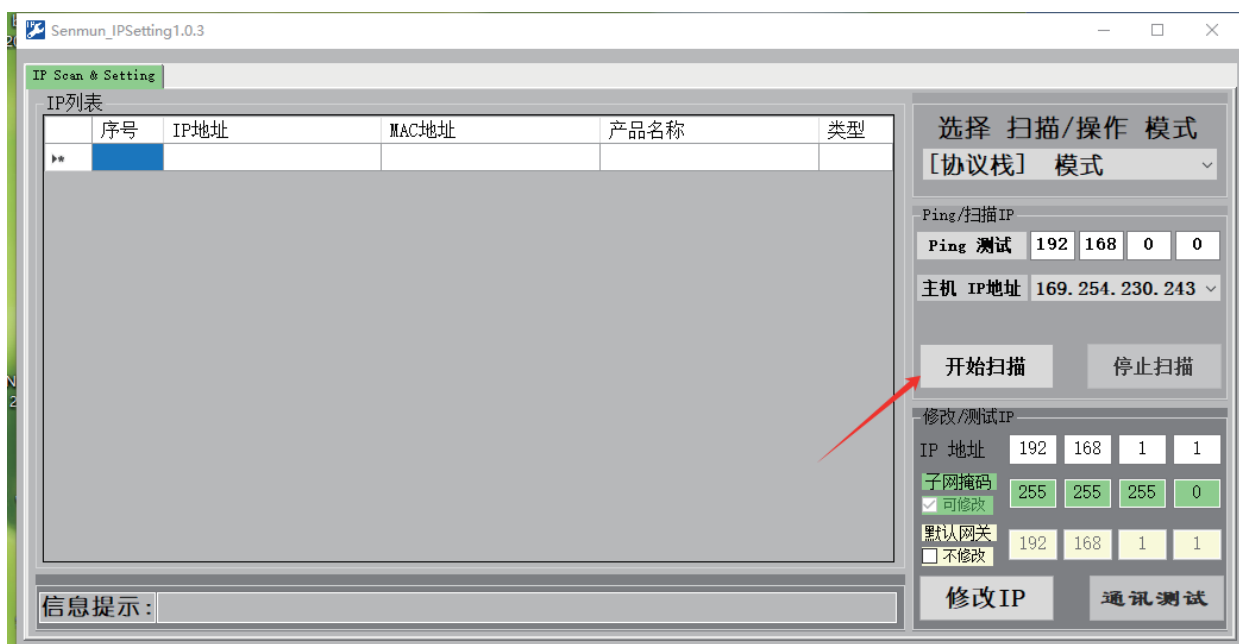 Senmun_IPSetting1.0.3
IP Scan & Setting
IP列表
序号 IP地址 MAC地址 产品名称 类型
选择 扫描/操作 模式
[协议栈] 模式
Ping/扫描IP
Ping 测试 192 168 0 0
主机 IP地址 169.254.230.243
开始扫描 停止扫描
修改/测试IP
IP 地址 192 168 1 1
子网掩码 255 255 255 0
可修改
默认网关 192 168 1 1
不修改
修改IP 通讯测试
信息提示: